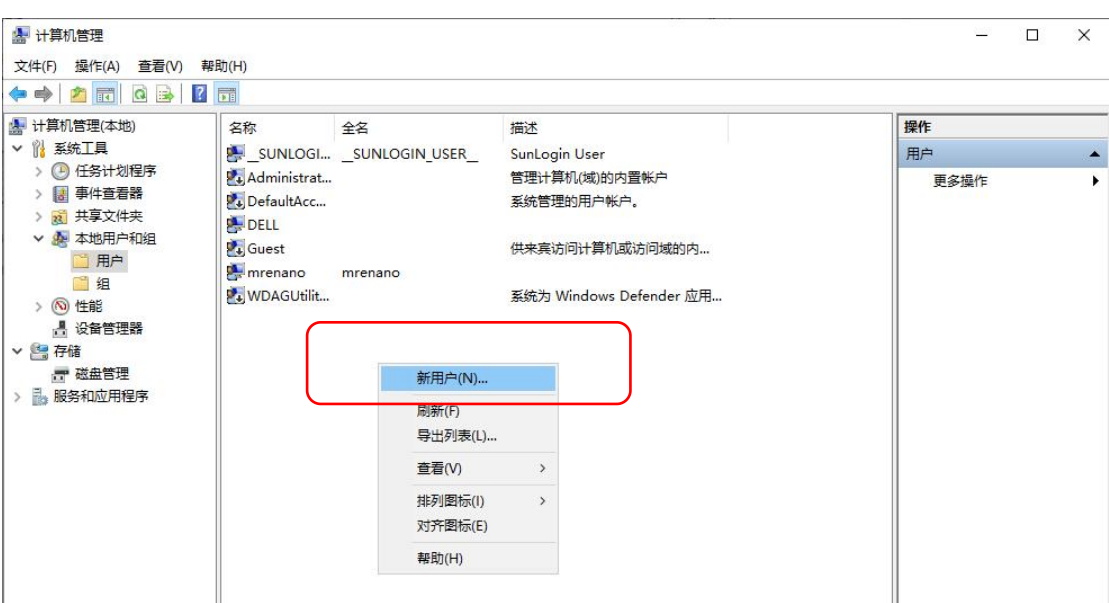 计算机管理
文件(F) 操作(A) 查看(V) 帮助(H)
计算机管理(本地)
系统工具
任务计划程序
事件查看器
共享文件夹
本地用户和组
用户
组
性能
设备管理器
存储
磁盘管理
服务和应用程序
名称 全名 描述
_SUNLOGI... _SUNLOGIN_USER_ SunLogin User
Administrat... 管理计算机(域)的内置帐户
DefaultAcc... 系统管理的用户帐户。
DELL
Guest 供来宾访问计算机或访问域的内...
mrenano mrenano
WDAGUtilit... 系统为 Windows Defender 应用...
新用户(N)...
刷新(F)
导出列表(L)...
查看(V)
排列图标(I)
对齐图标(E)
帮助(H)
操作
用户
更多操作